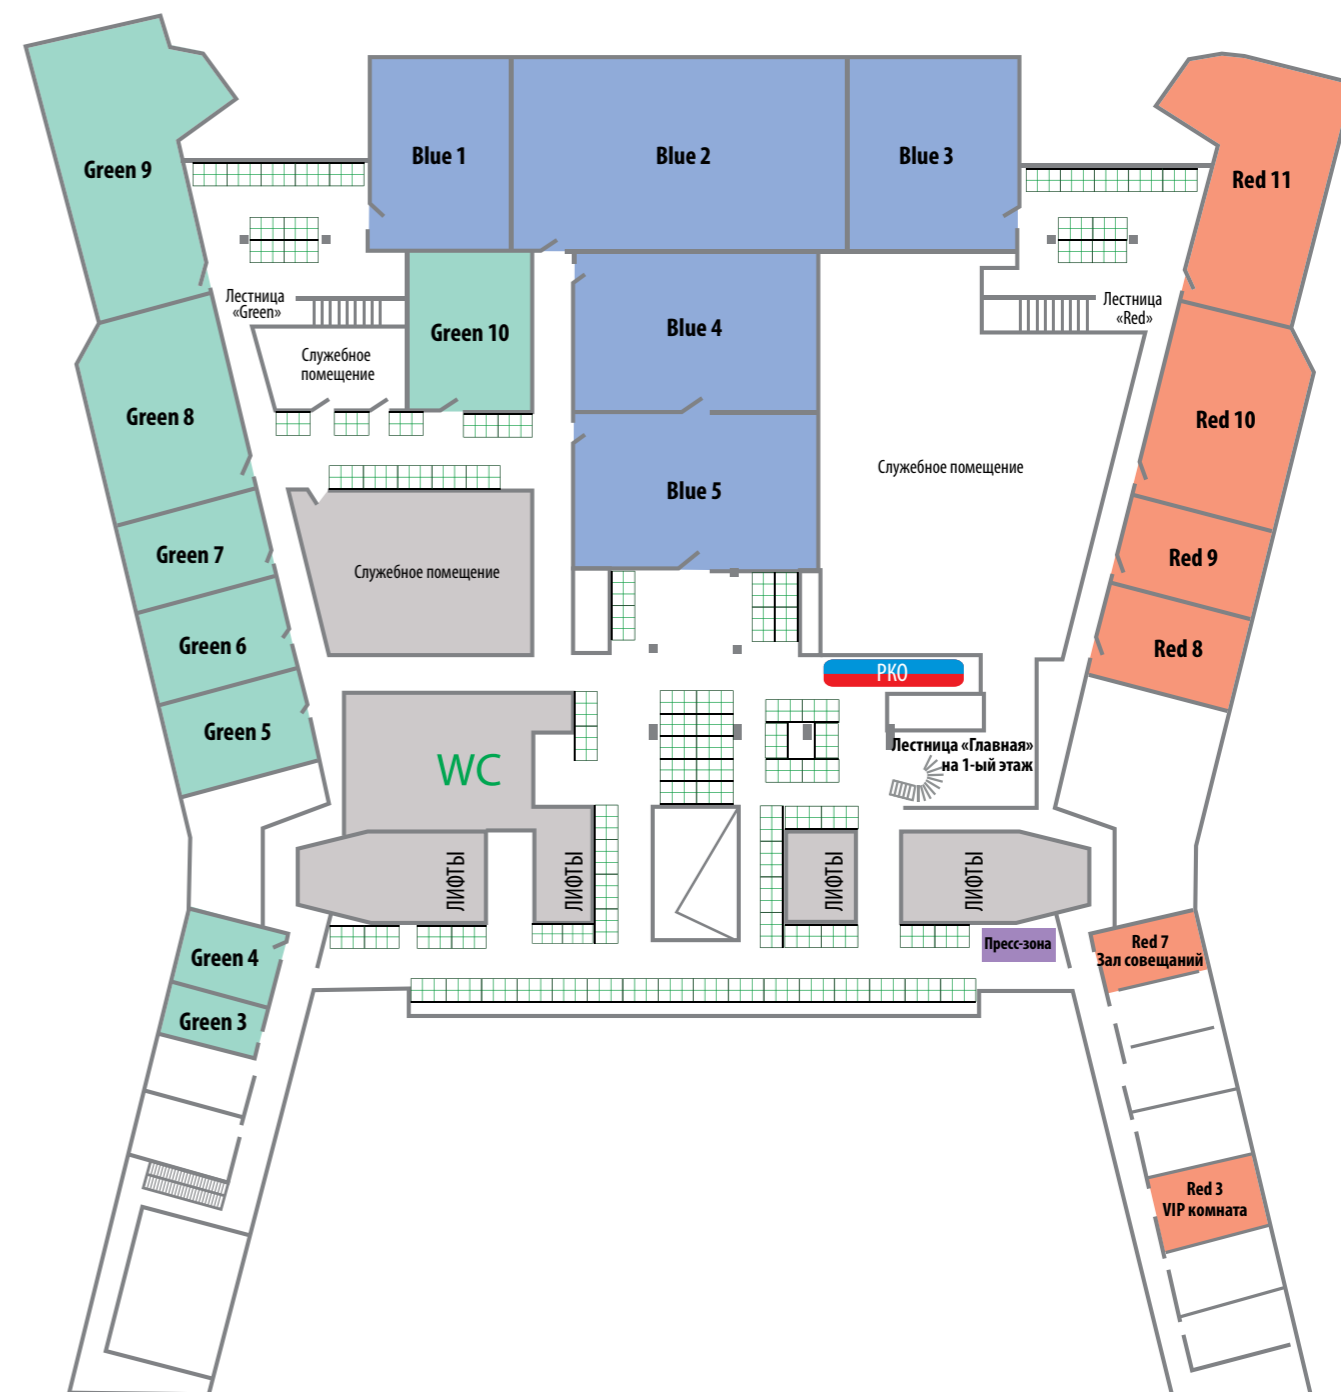 Blue 1
Blue 2
Blue 3
Green 9
Red 11
Лестница
«Green»
Лестница
«Red»
Green 10
Blue 4
Служебное
помещение
Green 8
Red 10
Служебное помещение
Blue 5
Green 7
Red 9
Служебное помещение
Green 6
Red 8
РКО
Green 5
Лестница «Главная»
на 1-ый этаж
WC
ЛИФТЫ
ЛИФТЫ
ЛИФТЫ
ЛИФТЫ
Пресс-зона
Red 7
Зал совещаний
Green 4
Green 3
Red 3
VIP комната